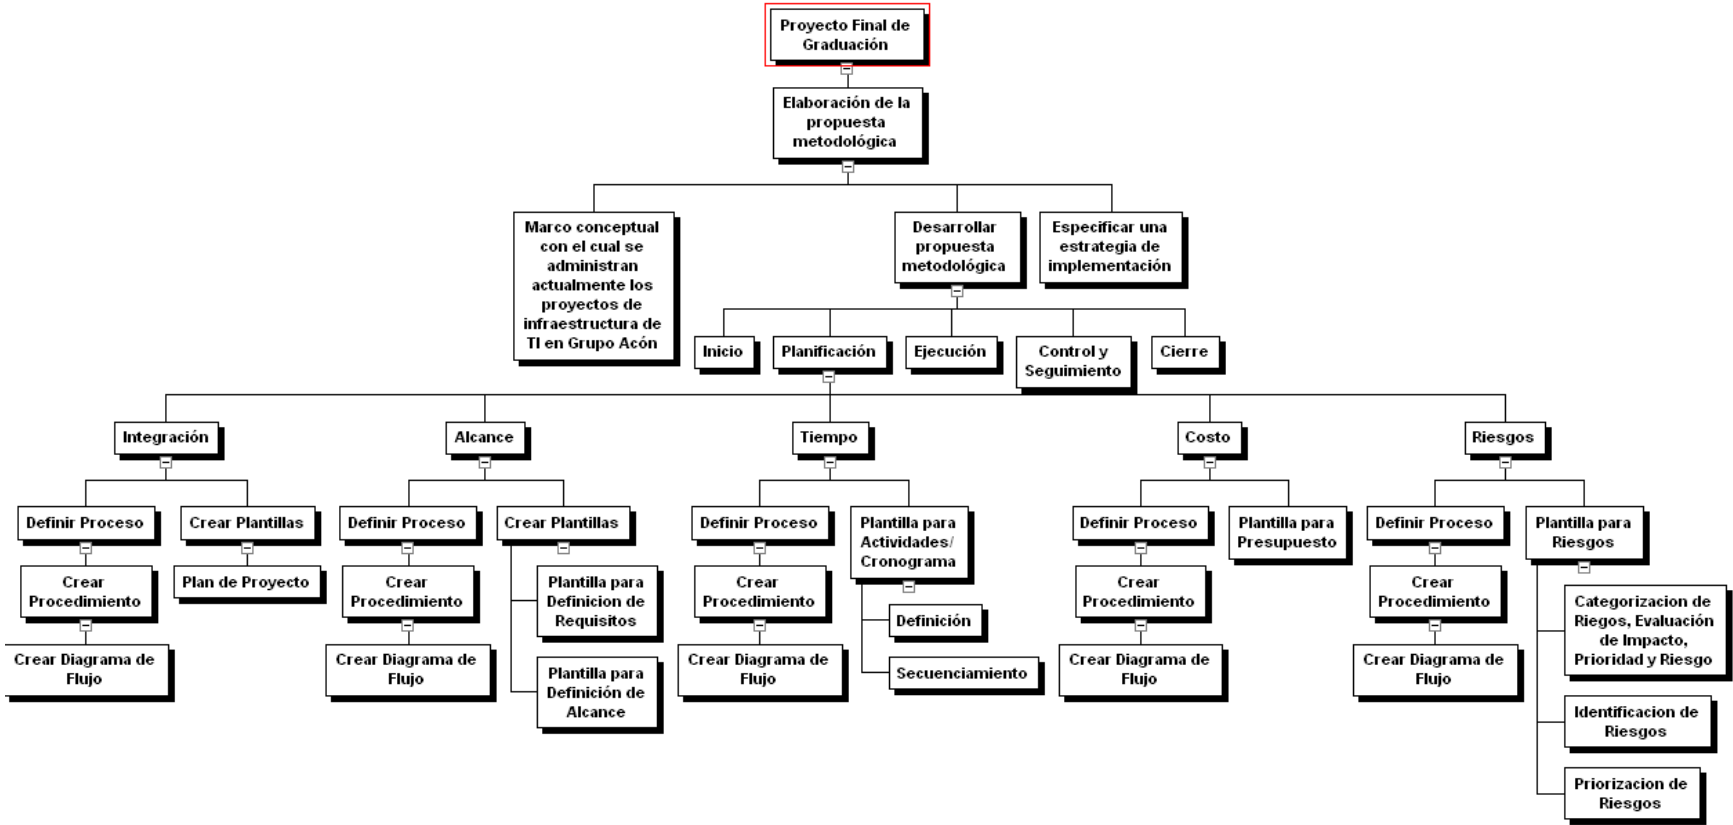 Proyecto Final de
Graduación
Elaboración de la
propuesta
metodológica
Marco conceptual
con el cual se
administran
actualmente los
proyectos de
infraestructura de
TI en Grupo Acón
Desarrollar
propuesta
metodológica
Especificar una
estrategia de
implementación
Inicio
Planificación
Ejecución
Control y
Seguimiento
Cierre
Integración
Alcance
Tiempo
Costo
Riesgos
Definir Proceso
Crear Plantillas
Definir Proceso
Crear Plantillas
Definir Proceso
Plantilla para
Actividades/
Cronograma
Definir Proceso
Plantilla para
Presupuesto
Definir Proceso
Plantilla para
Riesgos
Crear
Procedimiento
Plan de Proyecto
Crear
Procedimiento
Plantilla para
Definicion de
Requisitos
Crear
Procedimiento
Definición
Crear
Procedimiento
Crear
Procedimiento
Categorizacion de
Riegos, Evaluación
de Impacto,
Prioridad y Riesgo
Crear Diagrama de
Flujo
Crear Diagrama de
Flujo
Plantilla para
Definición de
Alcance
Crear Diagrama de
Flujo
Secuenciamiento
Crear Diagrama de
Flujo
Crear Diagrama de
Flujo
Identificacion de
Riesgos
Priorizacion de
Riesgos